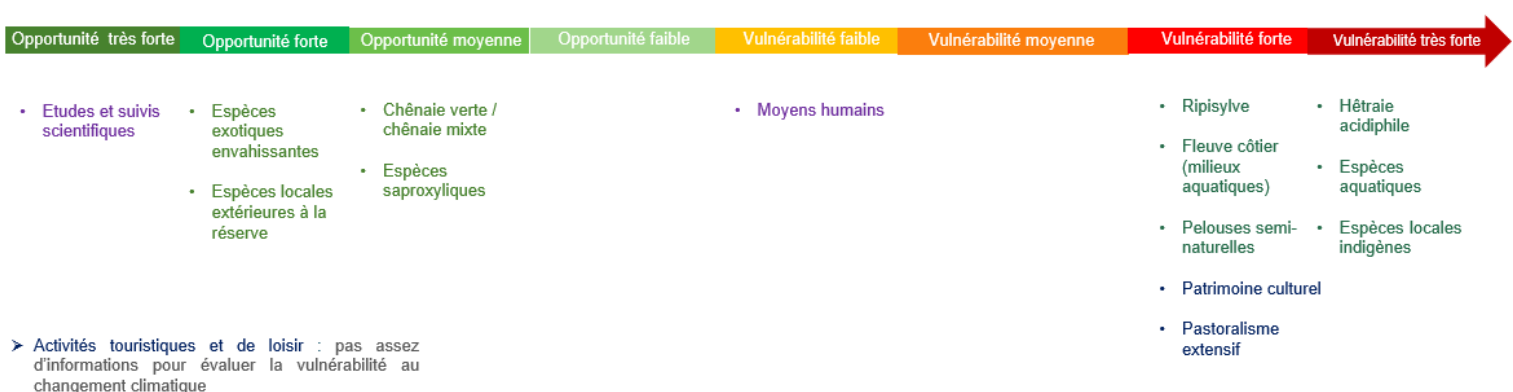 Opportunité très forte
Opportunité forte
Opportunité moyenne
Opportunité faible
Vulnérabilité faible
Vulnérabilité moyenne
Vulnérabilité forte
Vulnérabilité très forte
• Etudes et suivis
scientifiques
• Espèces
exotiques
envahissantes
• Espèces locales
extérieures à la
réserve
• Chênaie verte /
chênaie mixte
• Espèces
saproxyliques
• Moyens humains
• Ripisylve
• Fleuve côtier
(milieux
aquatiques)
• Pelouses semi-
naturelles
• Patrimoine culturel
• Pastoralisme
extensif
• Hêtraie
acidiphile
• Espèces
aquatiques
• Espèces locales
indigènes
➢ Activités touristiques et de loisir : pas assez
d'informations pour évaluer la vulnérabilité au
changement climatique